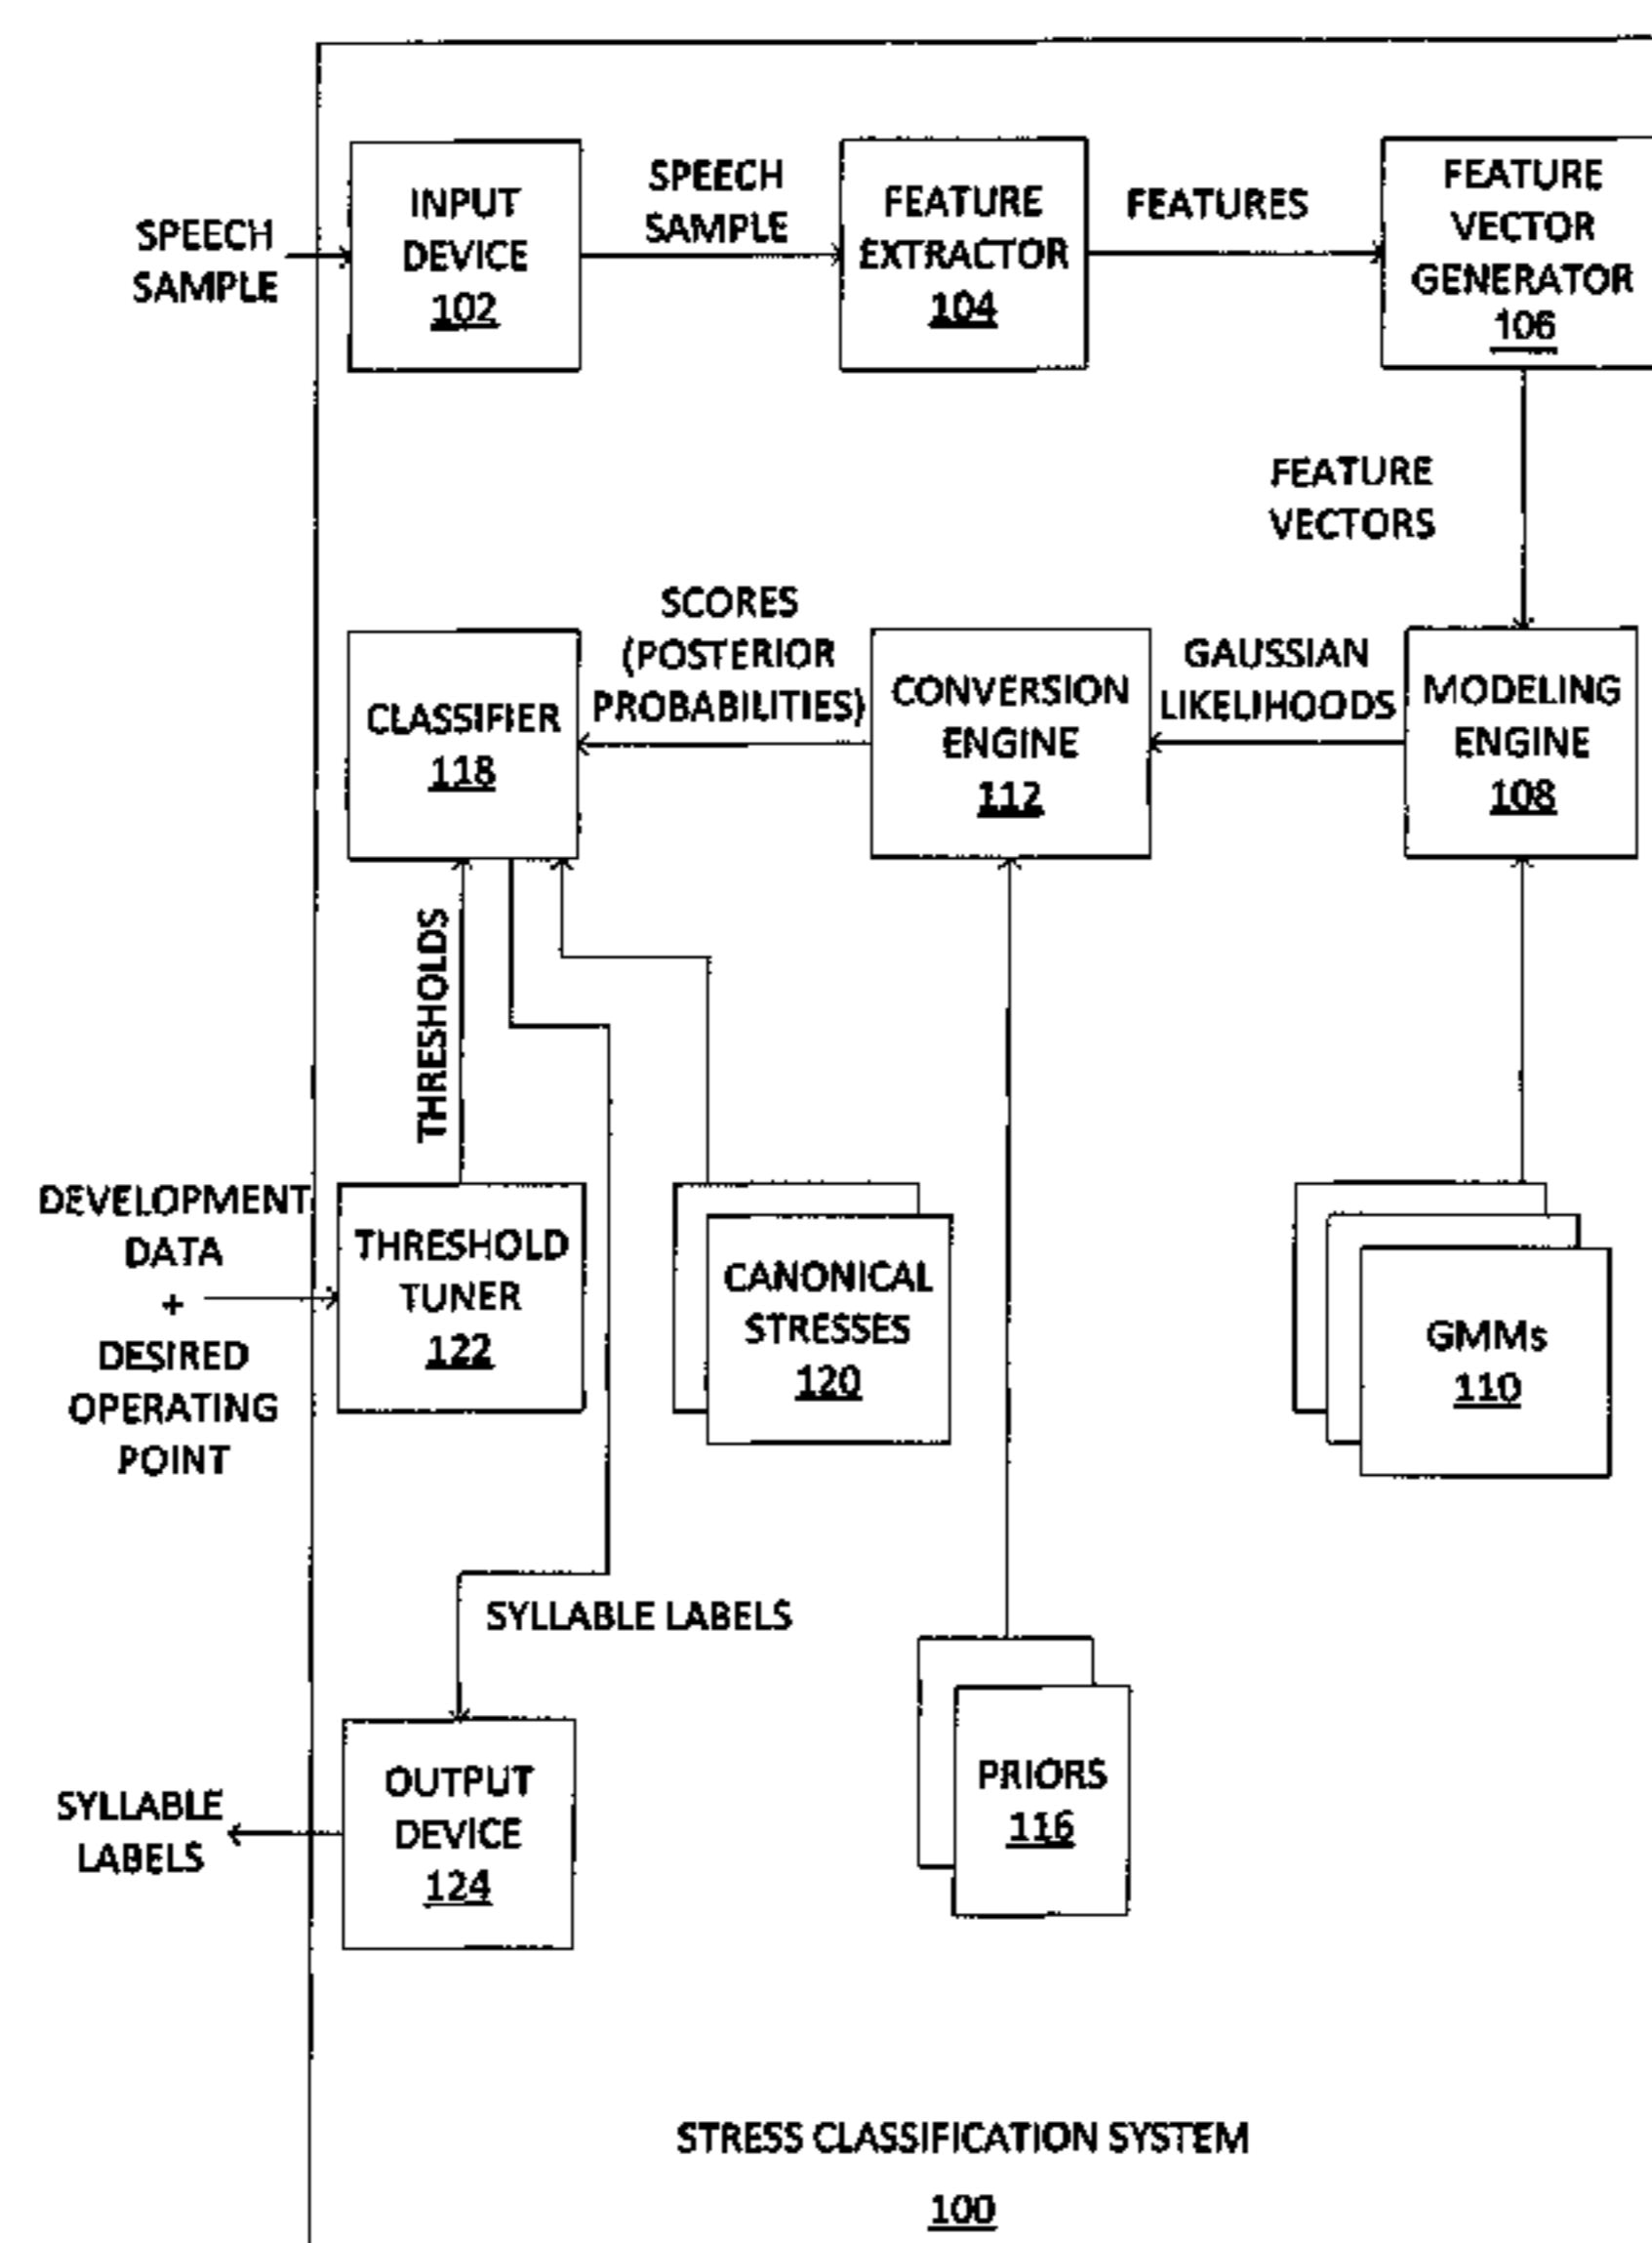 SPEECH
SAMPLE
INPUT
DEVICE
102
SPEECH
SAMPLE
FEATURE
EXTRACTOR
104
FEATURES
FEATURE
VECTOR
GENERATOR
106
FEATURE
VECTORS
CLASSIFIER
118
SCORES
(POSTERIOR
PROBABILITIES)
CONVERSION
ENGINE
112
GAUSSIAN
LIKELIHOODS
MODELING
ENGINE
108
THRESHOLDS
DEVELOPMENT
DATA
+
DESIRED
OPERATING
POINT
THRESHOLD
TUNER
122
CANONICAL
STRESSES
120
GMMs
110
SYLLABLE LABELS
SYLLABLE
LABELS
OUTPUT
DEVICE
124
PRIORS
116
STRESS CLASSIFICATION SYSTEM
100